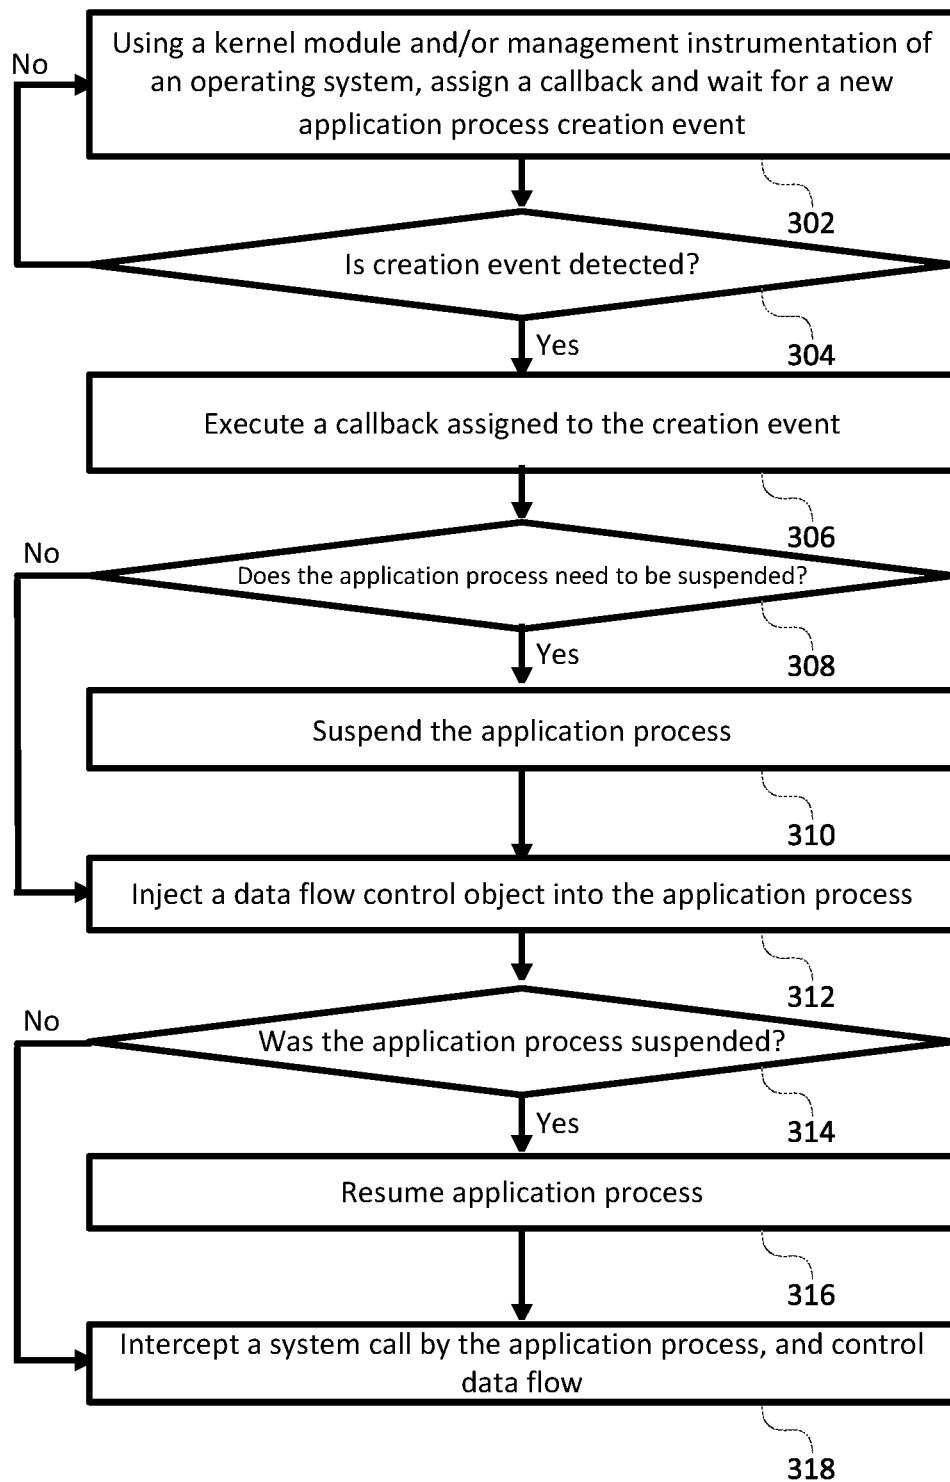 Using a kernel module and/or management instrumentation of
No
an operating system, assign a callback and wait for a new
application process creation event
302
Is creation event detected?
Yes
304
Execute a callback assigned to the creation event
306
No
Does the application process need to be suspended?
Yes
308
Suspend the application process
310
Inject a data flow control object into the application process
312
No
Was the application process suspended?
Yes
314
Resume application process
316
Intercept a system call by the application process, and control
data flow
318